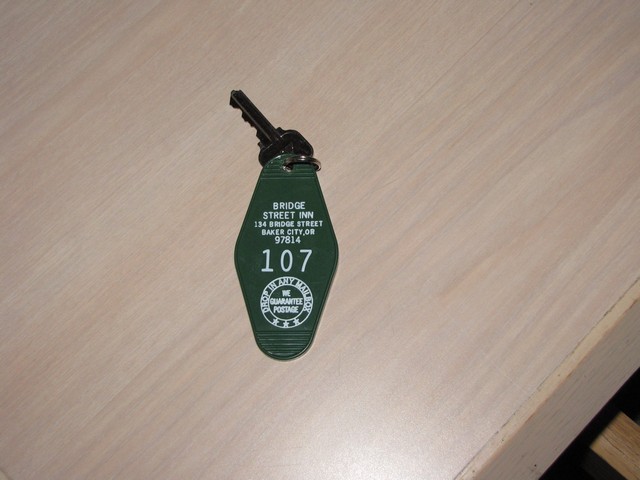 BRIDGE
STREET INN
134 BRIDGE STREET
BAKER CITY, OR
97814
107
DROP IN ANY MAILBOX
WE
GUARANTEE
POSTAGE